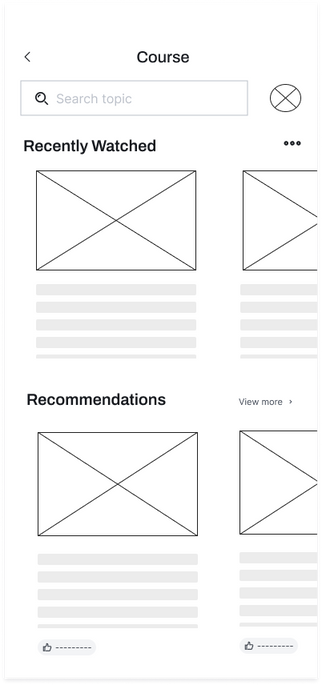 Course
Search topic
Recently Watched
Recommendations
View more